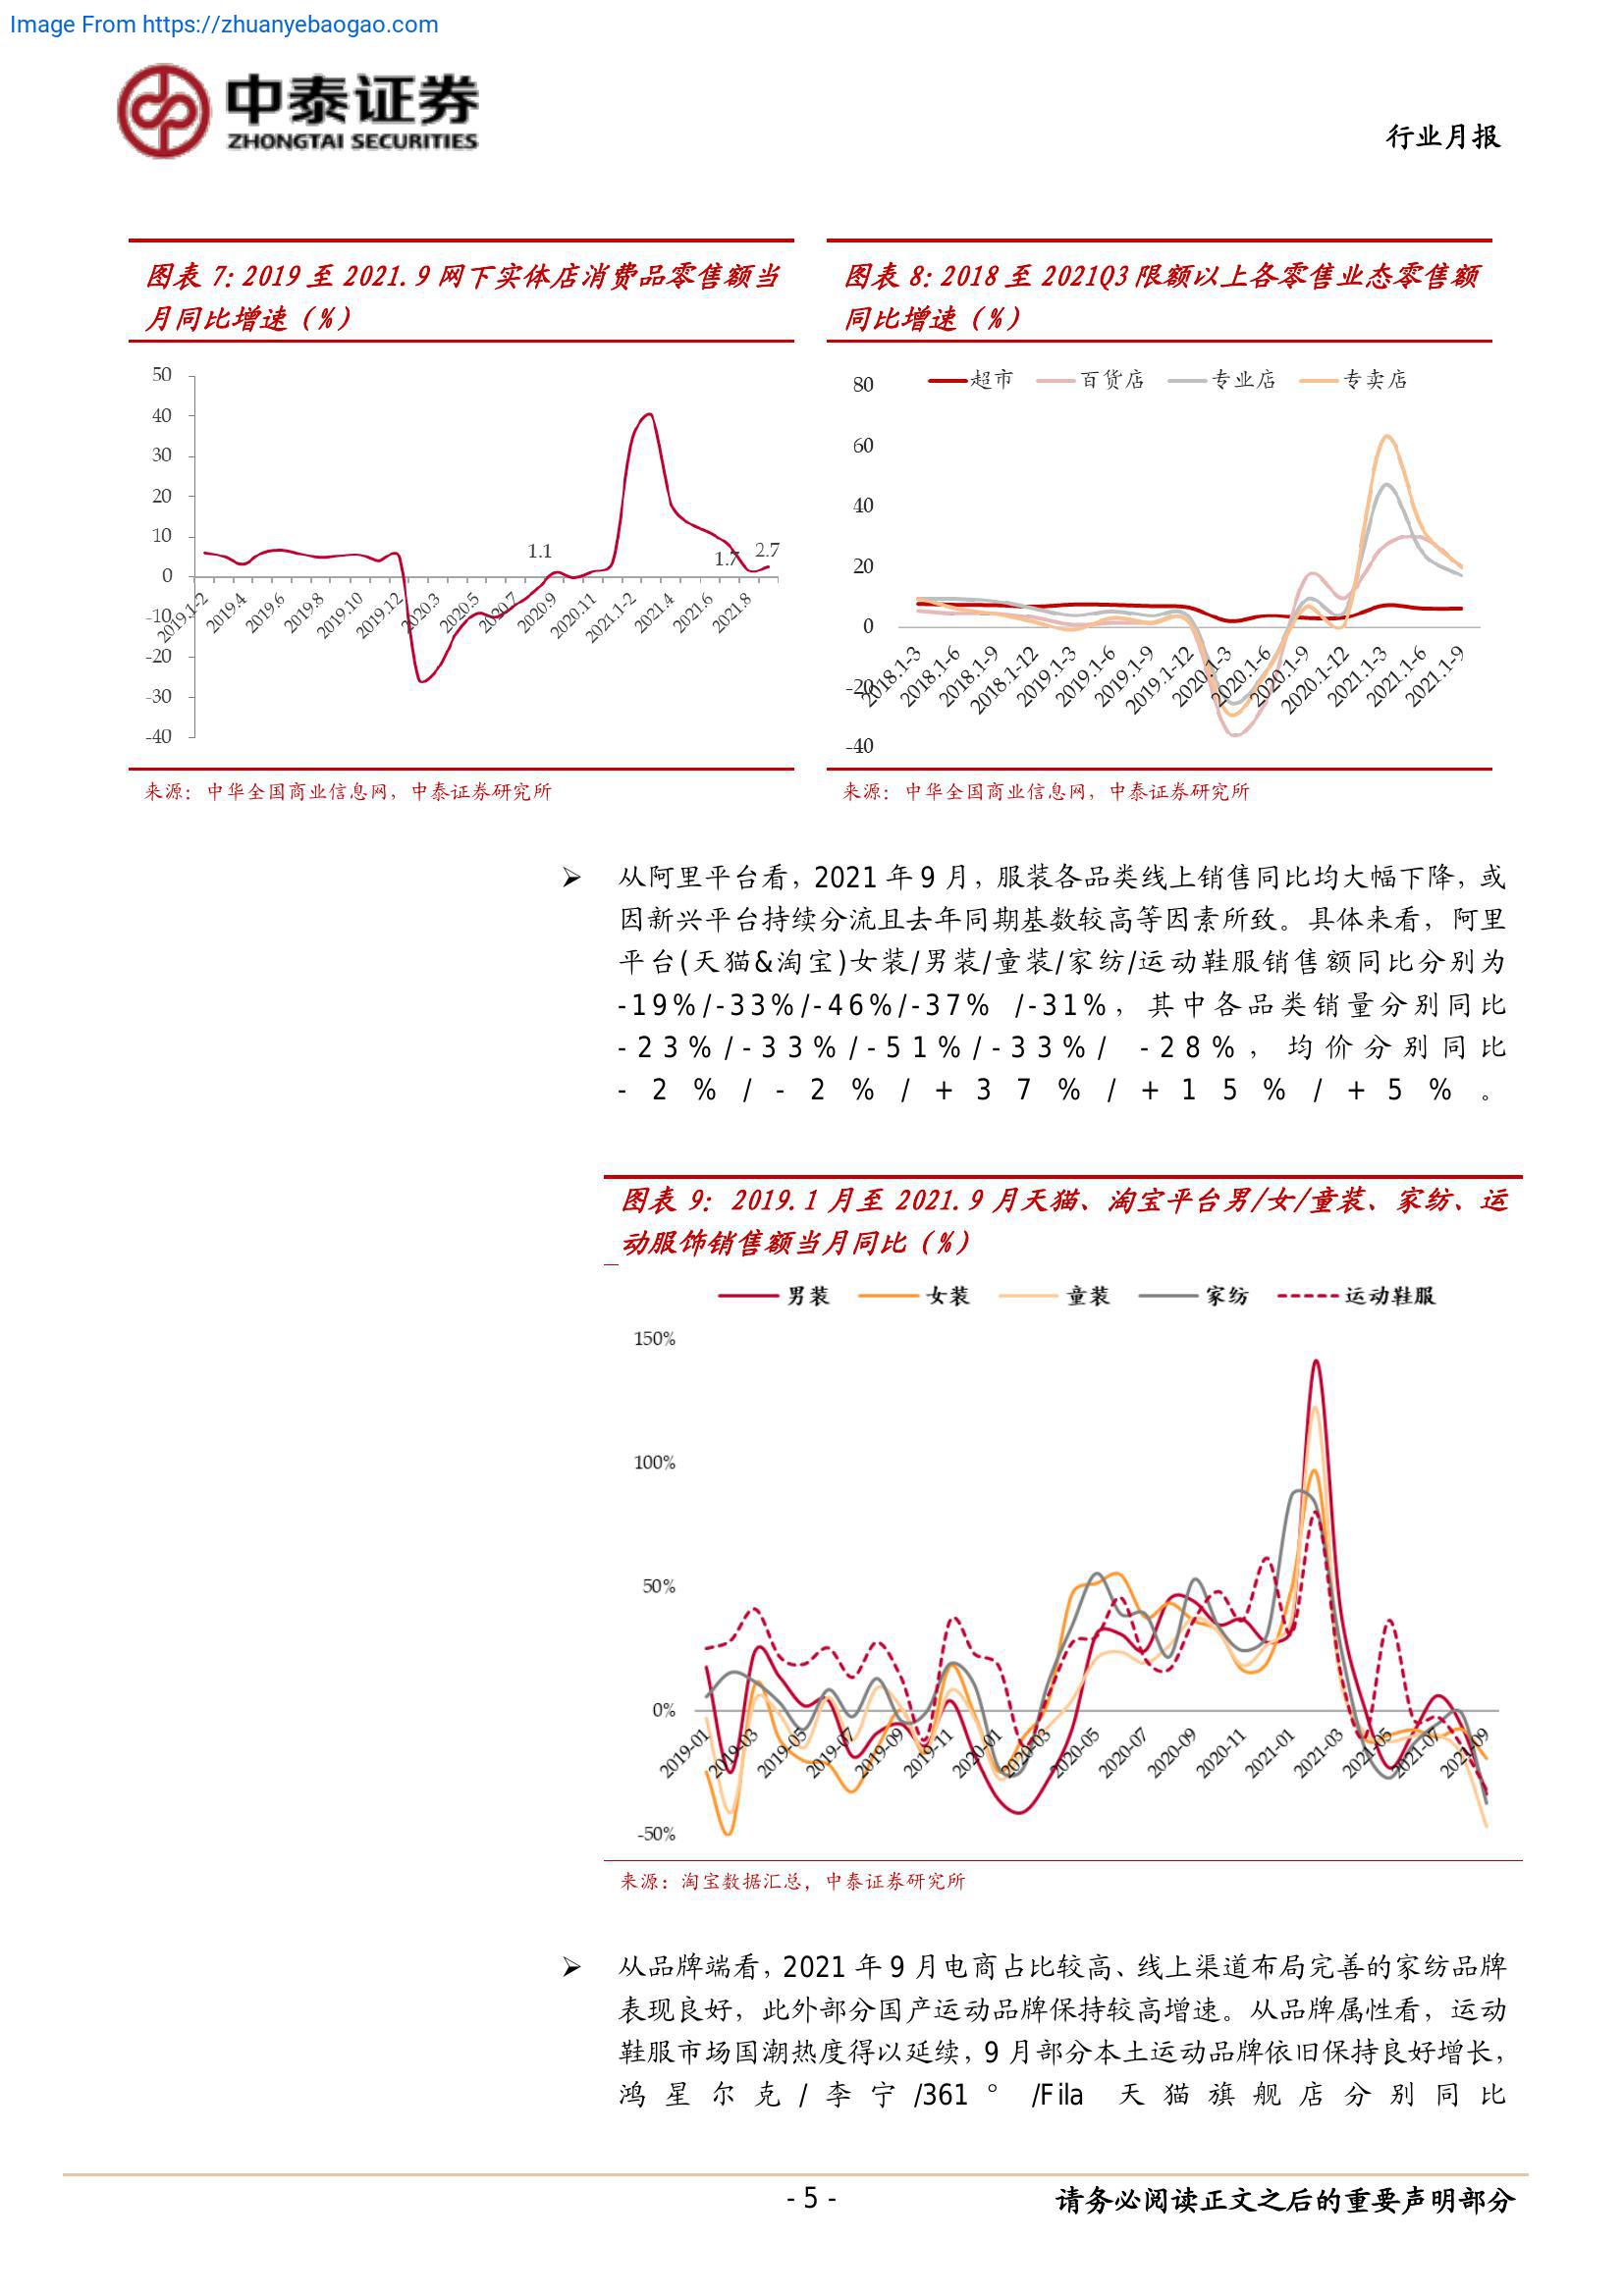 Image From https://zhuanyebaogao.com
中泰证券
ZHONGTAI SECURITIES
行业月报
图表 7: 2019 至 2021.9 网下实体店消费品零售额当
月同比增速（%）
50
40
30
20
10
0
-10
-20
-30
-40
1.1
1.7
2.7
2019.1-2
2019.4
2019.6
2019.8
2019.10
2019.12
2020.3
2020.5
2020.7
2020.9
2020.11
2021.1-2
2021.4
2021.6
2021.8
来源：中华全国商业信息网，中泰证券研究所
图表 8: 2018 至 2021Q3 限额以上各零售业态零售额
同比增速（%）
超市 百货店 专业店 专卖店
80
60
40
20
0
-20
-40
2018.1-3
2018.1-6
2018.1-9
2018.1-12
2019.1-3
2019.1-6
2019.1-9
2019.1-12
2020.1-3
2020.1-6
2020.1-9
2020.1-12
2021.1-3
2021.1-6
2021.1-9
来源：中华全国商业信息网，中泰证券研究所
➢ 从阿里平台看，2021 年 9 月，服装各品类线上销售同比均大幅下降，或
因新兴平台持续分流且去年同期基数较高等因素所致。具体来看，阿里
平台(天猫&淘宝)女装/男装/童装/家纺/运动鞋服销售额同比分别为
-19%/-33%/-46%/-37% /-31%，其中各品类销量分别同比
-23%/-33%/-51%/-33%/ -28%，均价分别同比
-2%/-2%/+37%/+15%/+5%。
图表 9: 2019.1 月至 2021.9 月天猫、淘宝平台男/女/童装、家纺、运
动服饰销售额当月同比（%）
男装 女装 童装 家纺 运动鞋服
150%
100%
50%
0%
-50%
2019-01
2019-03
2019-05
2019-07
2019-09
2019-11
2020-01
2020-03
2020-05
2020-07
2020-09
2020-11
2021-01
2021-03
2021-05
2021-07
2021-09
来源：淘宝数据汇总，中泰证券研究所
➢ 从品牌端看，2021 年 9 月电商占比较高、线上渠道布局完善的家纺品牌
表现良好，此外部分国产运动品牌保持较高增速。从品牌属性看，运动
鞋服市场国潮热度得以延续，9 月部分本土运动品牌依旧保持良好增长，
鸿星尔克/李宁/361° /Fila 天猫旗舰店分别同比
- 5 -
请务必阅读正文之后的重要声明部分